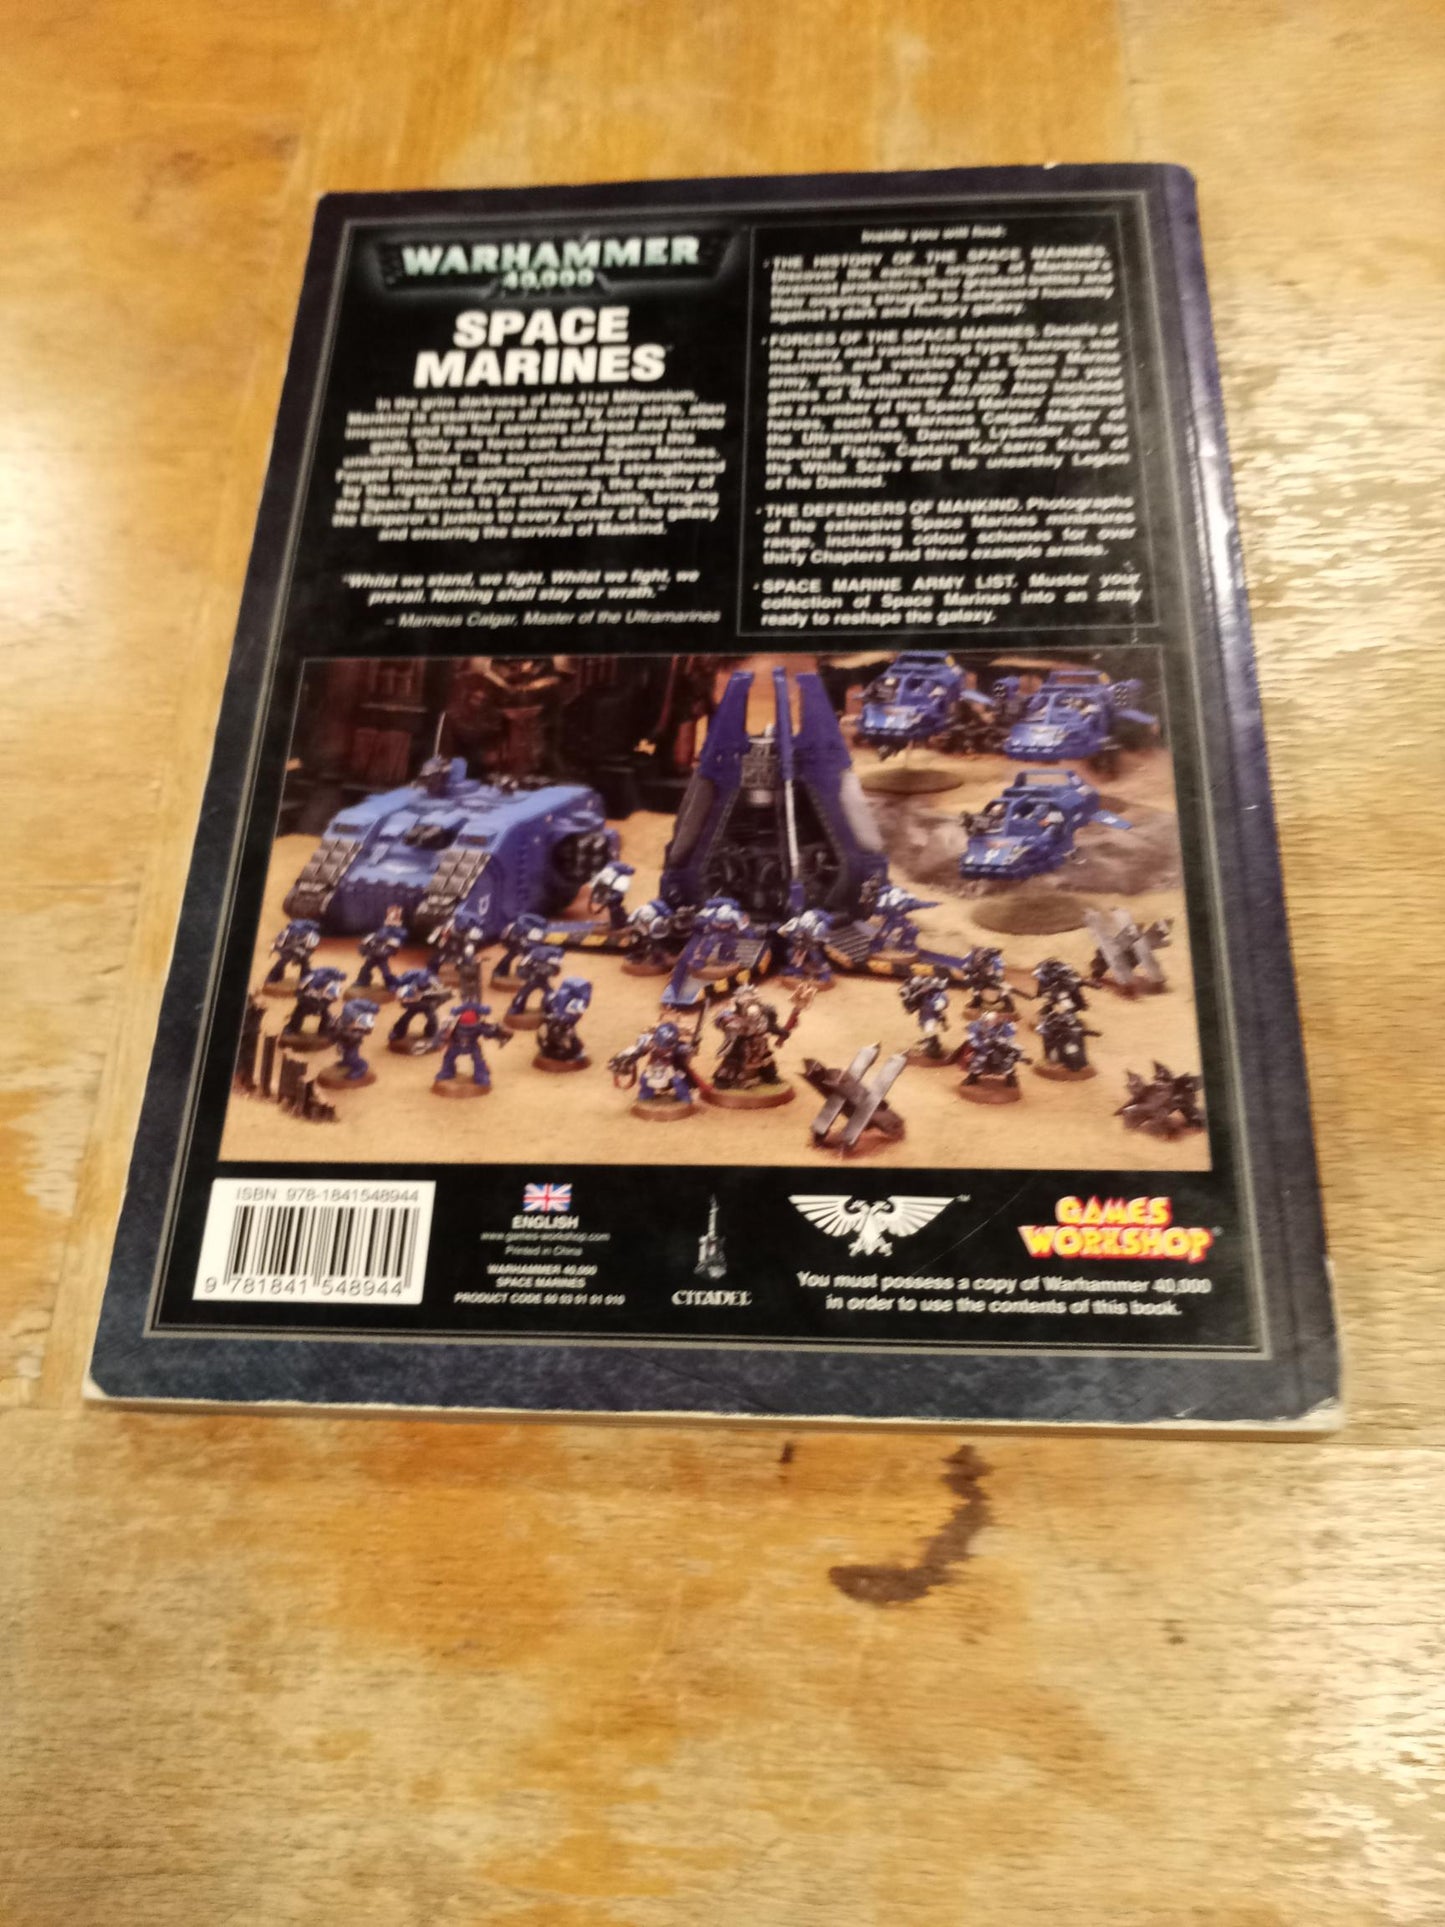 WARHAMMER
40,000
SPACE
MARINES
In the grim darkness of the 41st Millennium,
Mankind is assailed on all sides by civil strife, alien
invasion and the foul servants of dread and terrible
gods. Only one force can stand against this
unending threat – the superhuman Space Marines.
Forged through forgotten science and strengthened
by the rigours of duty and training, the destiny of
the Space Marines is an eternity of battle, bringing
the Emperor's justice to every corner of the galaxy
and ensuring the survival of Mankind.
"Whilst we stand, we fight. Whilst we fight, we
prevail. Nothing shall stay our wrath."
– Marneus Calgar, Master of the Ultramarines
Inside you will find:
• THE HISTORY OF THE SPACE MARINES.
Discover the earliest origins of Mankind's
foremost protectors, their greatest battles and
their ongoing struggle to safeguard humanity
against a dark and hungry galaxy.
• FORCES OF THE SPACE MARINES. Details of
the many and varied troop types, heroes, war
machines and vehicles in a Space Marine
army, along with rules to use them in your
games of Warhammer 40,000. Also included
are a number of the Space Marines' mightiest
heroes, such as Marneus Calgar, Master of
the Ultramarines, Darnath Lysander of the
Imperial Fists, Captain Kor'sarro Khan of
the White Scars and the unearthly Legion
of the Damned.
• THE DEFENDERS OF MANKIND. Photographs
of the extensive Space Marines miniatures
range, including colour schemes for over
thirty Chapters and three example armies.
• SPACE MARINE ARMY LIST. Muster your
collection of Space Marines into an army
ready to reshape the galaxy.
ISBN 978-1841548944
9 781841 548944
ENGLISH
www.games-workshop.com
Printed in China
WARHAMMER 40,000
SPACE MARINES
PRODUCT CODE
CITADEL
TM
GAMES
WORKSHOP®
You must possess a copy of Warhammer 40,000
in order to use the contents of this book.